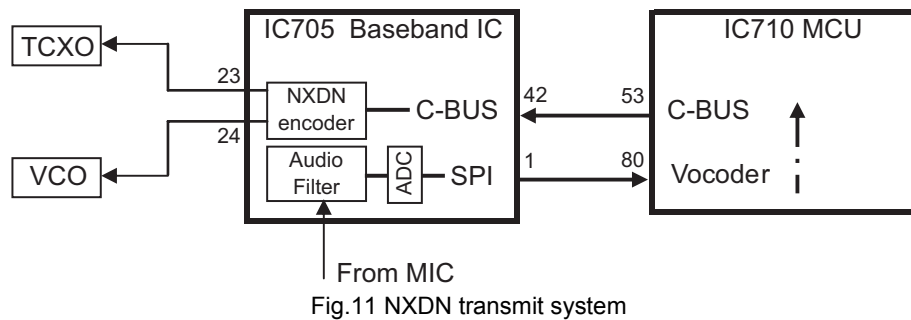 IC705 Baseband IC
IC710 MCU
TCXO
23
NXDN
encoder
C-BUS
42
53
C-BUS
24
VCO
Audio
Filter
ADC
SPI
1
80
Vocoder
From MIC
Fig.11 NXDN transmit system